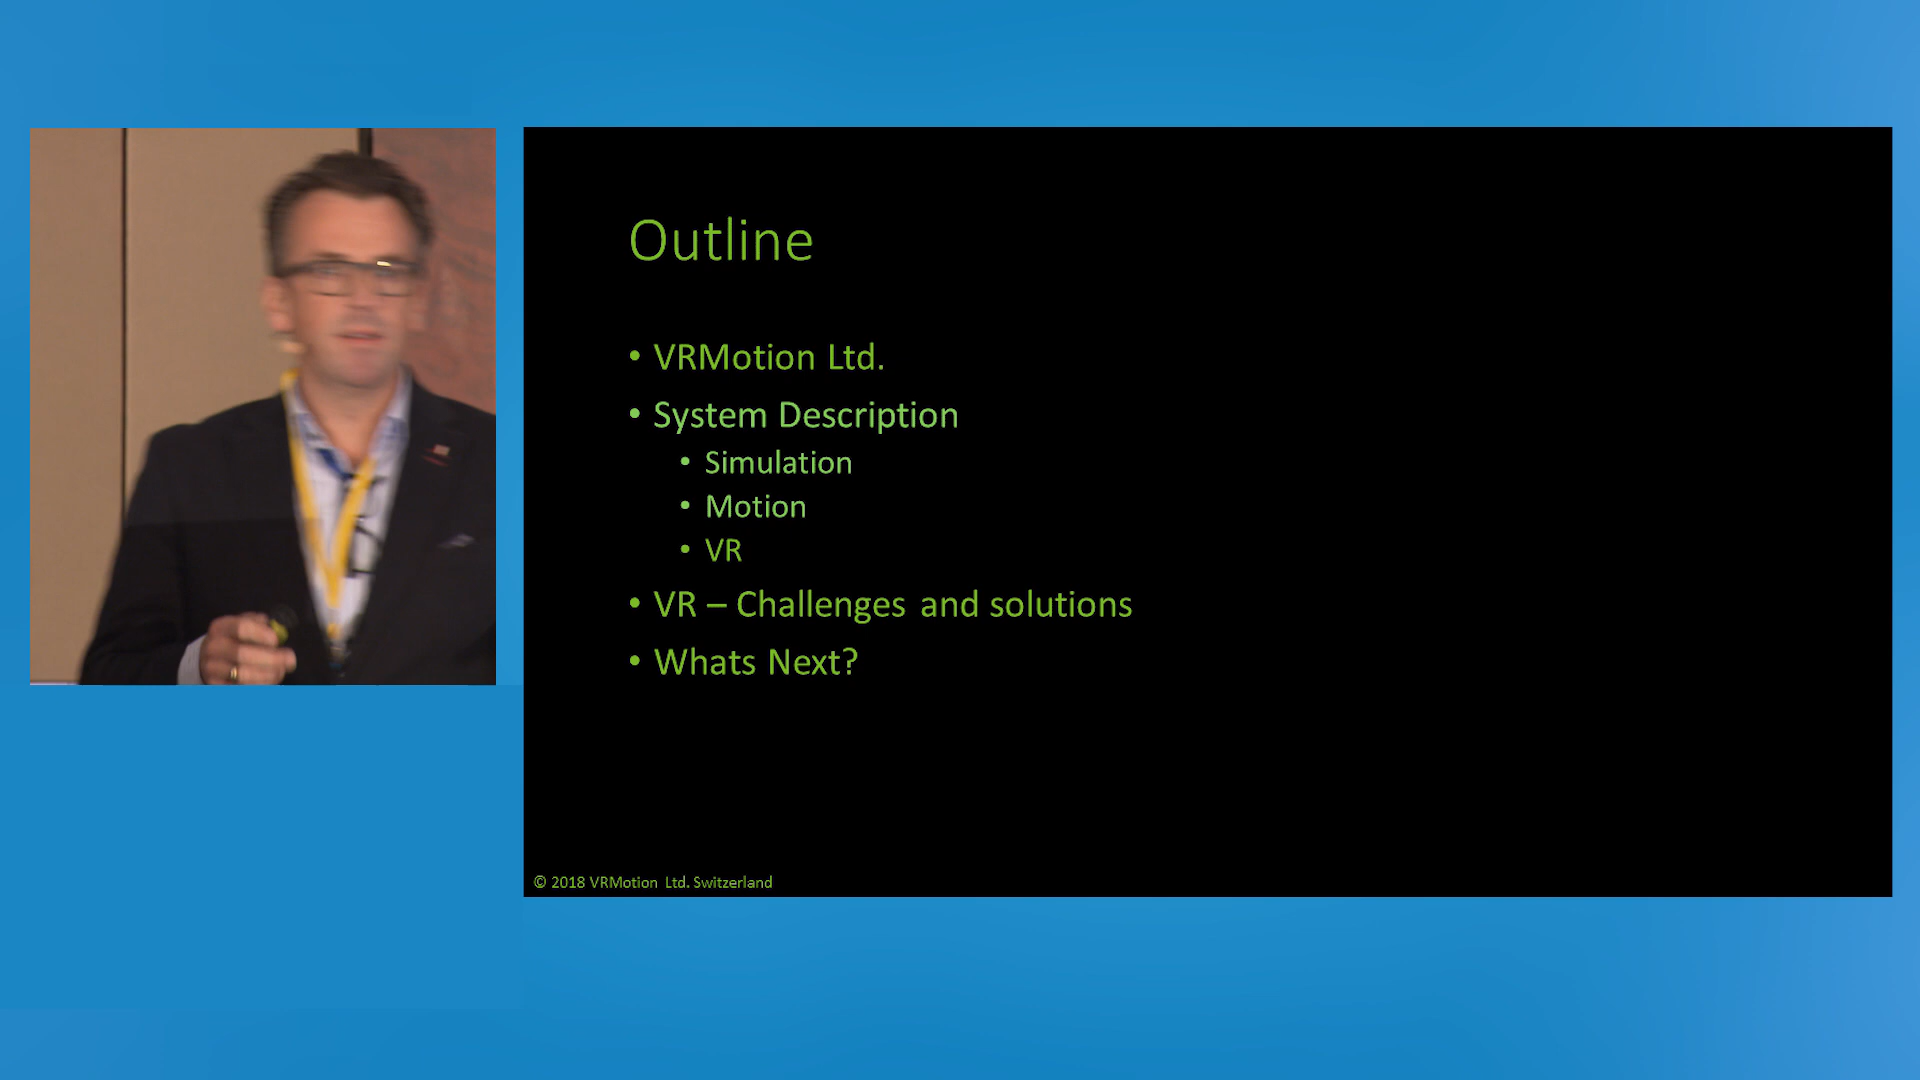 Outline
• VRMotion Ltd.
• System Description
• Simulation
• Motion
• VR
• VR – Challenges and solutions
• Whats Next?
© 2018 VRMotion Ltd. Switzerland